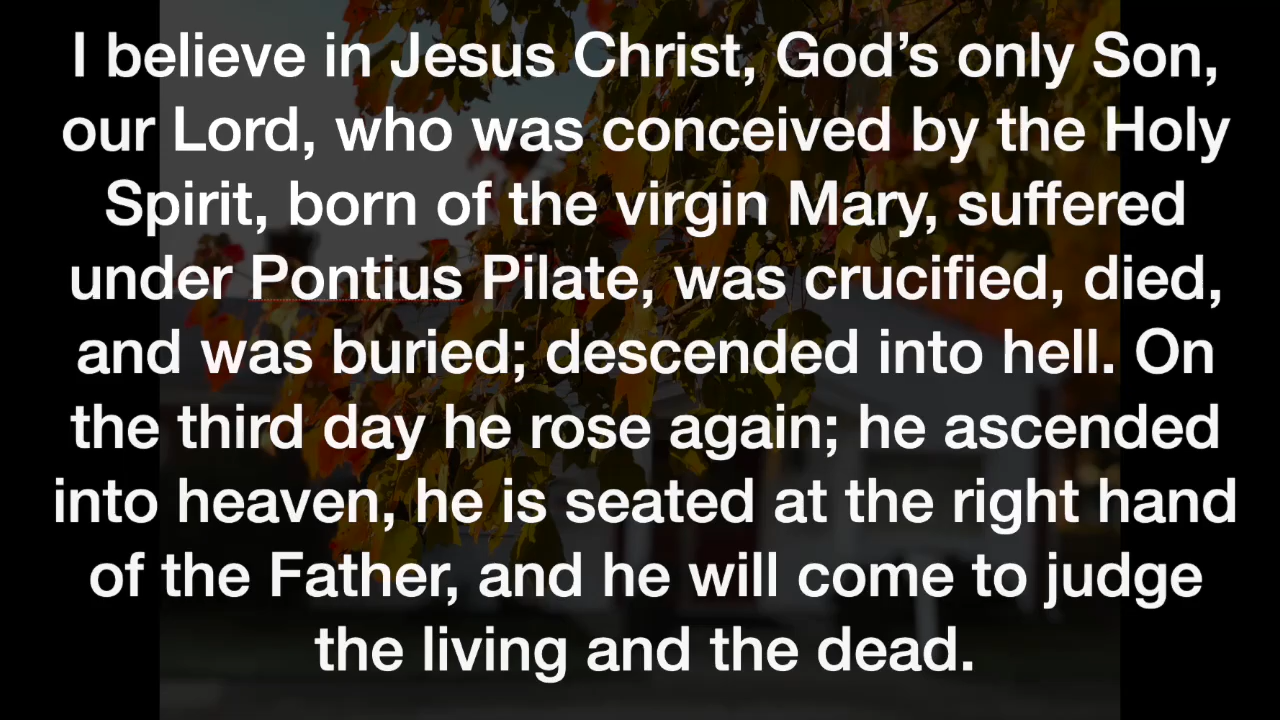 I believe in Jesus Christ, God’s only Son,
our Lord, who was conceived by the Holy
Spirit, born of the virgin Mary, suffered
under Pontius Pilate, was crucified, died,
and was buried; descended into hell. On
the third day he rose again; he ascended
into heaven, he is seated at the right hand
of the Father, and he will come to judge
the living and the dead.